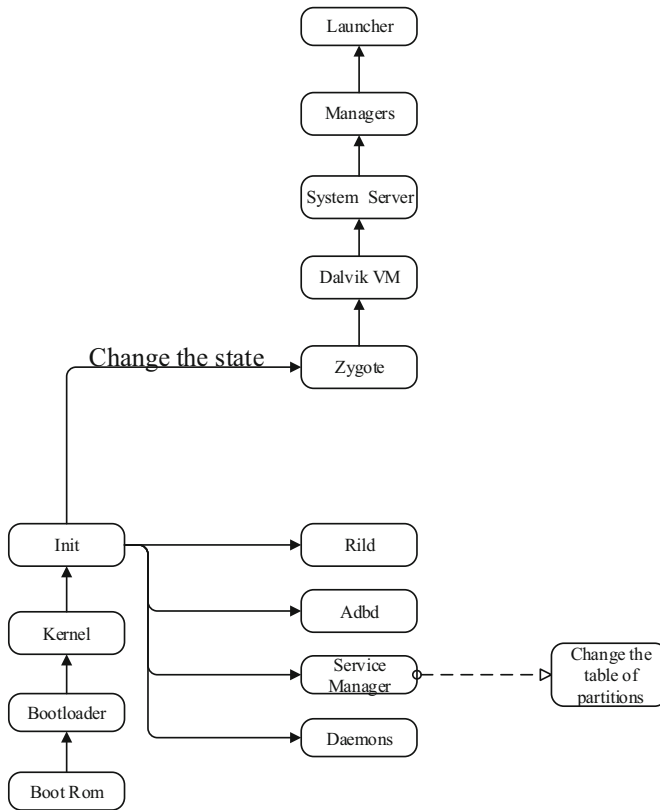 Launcher
Managers
System Server
Dalvik VM
Change the state
Zygote
Init
Rild
Kernel
Adbd
Service
Manager
Change the
table of
partitions
Bootloader
Daemons
Boot Rom